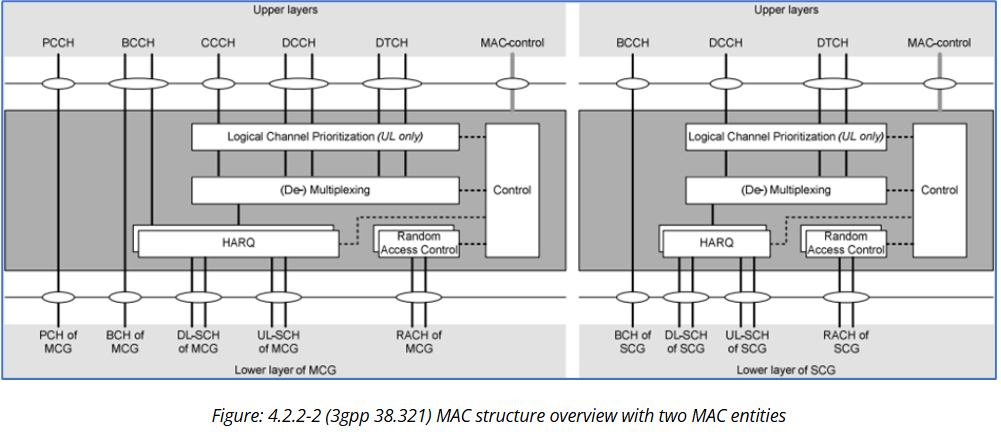 Upper layers
PCCH BCCH CCCH DCCH DTCH MAC-control
Logical Channel Prioritization (UL only)
(De-) Multiplexing
Control
HARQ
Random
Access Control
PCH of
MCG
BCH of
MCG
DL-SCH
of MCG
UL-SCH
of MCG
RACH of
MCG
Lower layer of MCG
Upper layers
BCCH DCCH DTCH MAC-control
Logical Channel Prioritization (UL only)
(De-) Multiplexing
Control
HARQ
Random
Access Control
BCH of
SCG
DL-SCH
of SCG
UL-SCH
of SCG
RACH of
SCG
Lower layer of SCG
Figure: 4.2.2-2 (3gpp 38.321) MAC structure overview with two MAC entities